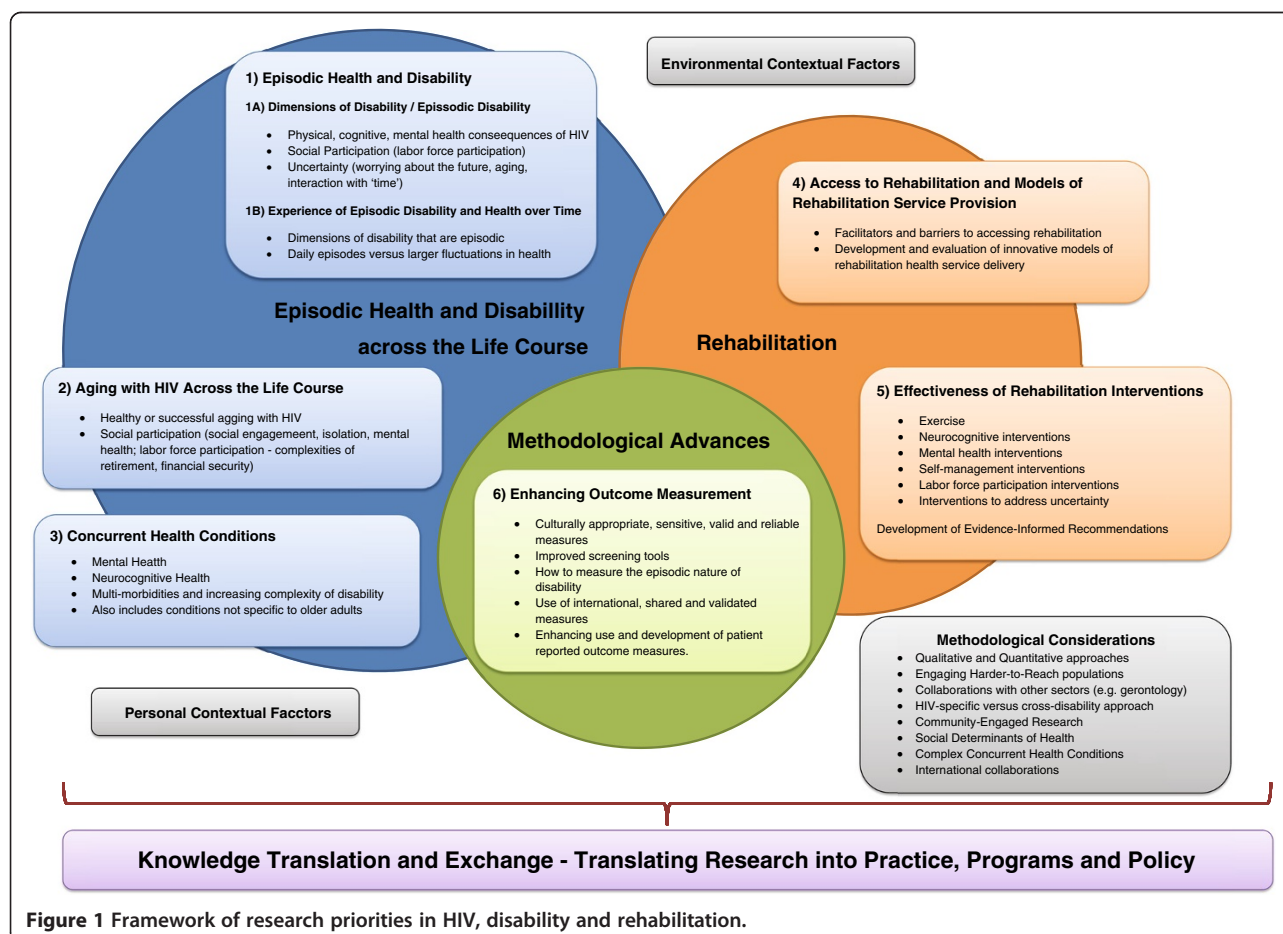 Environmental Contextual Factors
1) Episodic Health and Disability
1A) Dimensions of Disability / Epissodic Disability
• Physical, cognitive, mental health conseequences of HIV
• Social Participation (labor force participation)
• Uncertainty (worrying about the future, aging,
interaction with ‘time’)
1B) Experience of Episodic Disability and Health over Time
• Dimensions of disability that are episodic
• Daily episodes versus larger fluctuations in health
Episodic Health and Disabillity
across the Life Course
2) Aging with HIV Across the Life Course
• Healthy or successful agging with HIV
• Social participation (social engageement, isolation, mental
health; labor force participation - complexities of
retirement, financial security)
3) Concurrent Health Conditions
• Mental Heatth
• Neurocognitive Health
• Multi-morbidities and increasing complexity of disability
• Also includes conditions not specific to older adults
Personal Contextual Facctors
4) Access to Rehabilitation and Models of
Rehabilitation Service Provision
• Facilitators and barriers to accessing rehabilitation
• Development and evaluation of innovative models of
rehabilitation health service delivery
Rehabilitation
5) Effectiveness of Rehabilitation Interventions
• Exercise
• Neurocognitive interventions
• Mental health interventions
• Self-management interventions
• Labor force participation interventions
• Interventions to address uncertainty
Development of Evidence-Informed Recommendations
Methodological Advances
6) Enhancing Outcome Measurement
• Culturally appropriate, sensitive, valid and reliable
measures
• Improved screening tools
• How to measure the episodic nature of
disability
• Use of international, shared and validated
measures
• Enhancing use and development of patient
reported outcome measures.
Methodological Considerations
• Qualitative and Quantitative approaches
• Engaging Harder-to-Reach populations
• Collaborations with other sectors (e.g. gerontology)
• HIV-specific versus cross-disability approach
• Community-Engaged Research
• Social Determinants of Health
• Complex Concurrent Health Conditions
• International collaborations
Knowledge Translation and Exchange - Translating Research into Practice, Programs and Policy
Figure 1 Framework of research priorities in HIV, disability and rehabilitation.